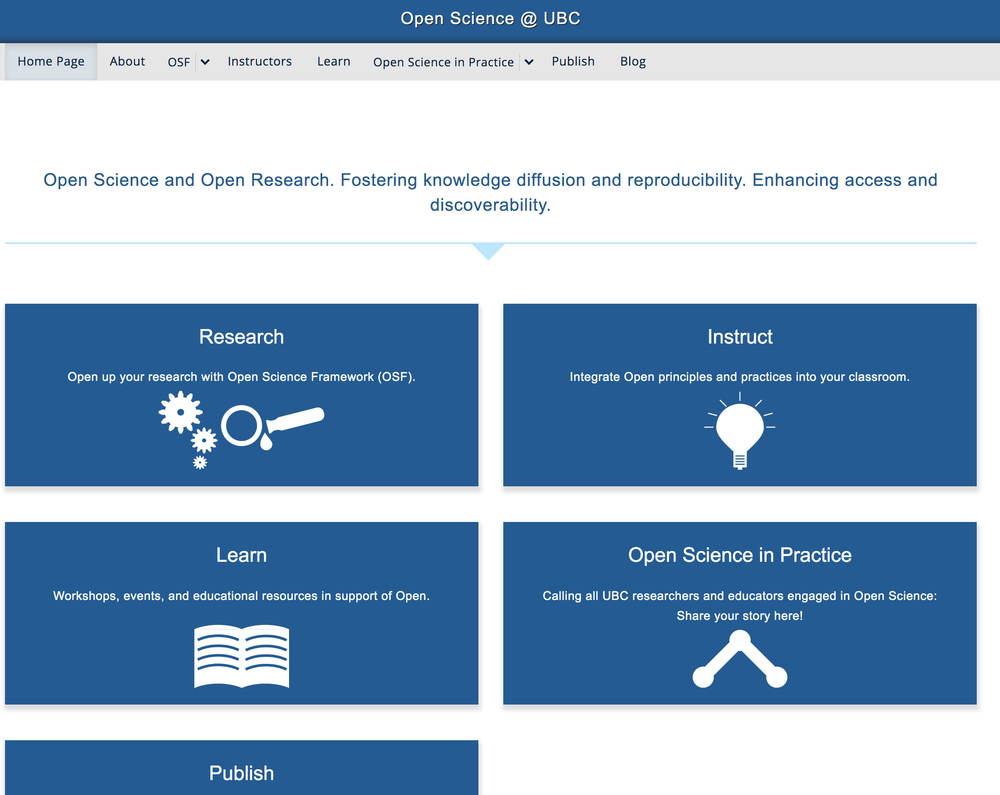 Open Science @ UBC
Home Page About OSF Instructors Learn Open Science in Practice Publish Blog
Open Science and Open Research. Fostering knowledge diffusion and reproducibility. Enhancing access and
discoverability.
Research
Open up your research with Open Science Framework (OSF).
Instruct
Integrate Open principles and practices into your classroom.
Learn
Workshops, events, and educational resources in support of Open.
Open Science in Practice
Calling all UBC researchers and educators engaged in Open Science:
Share your story here!
Publish